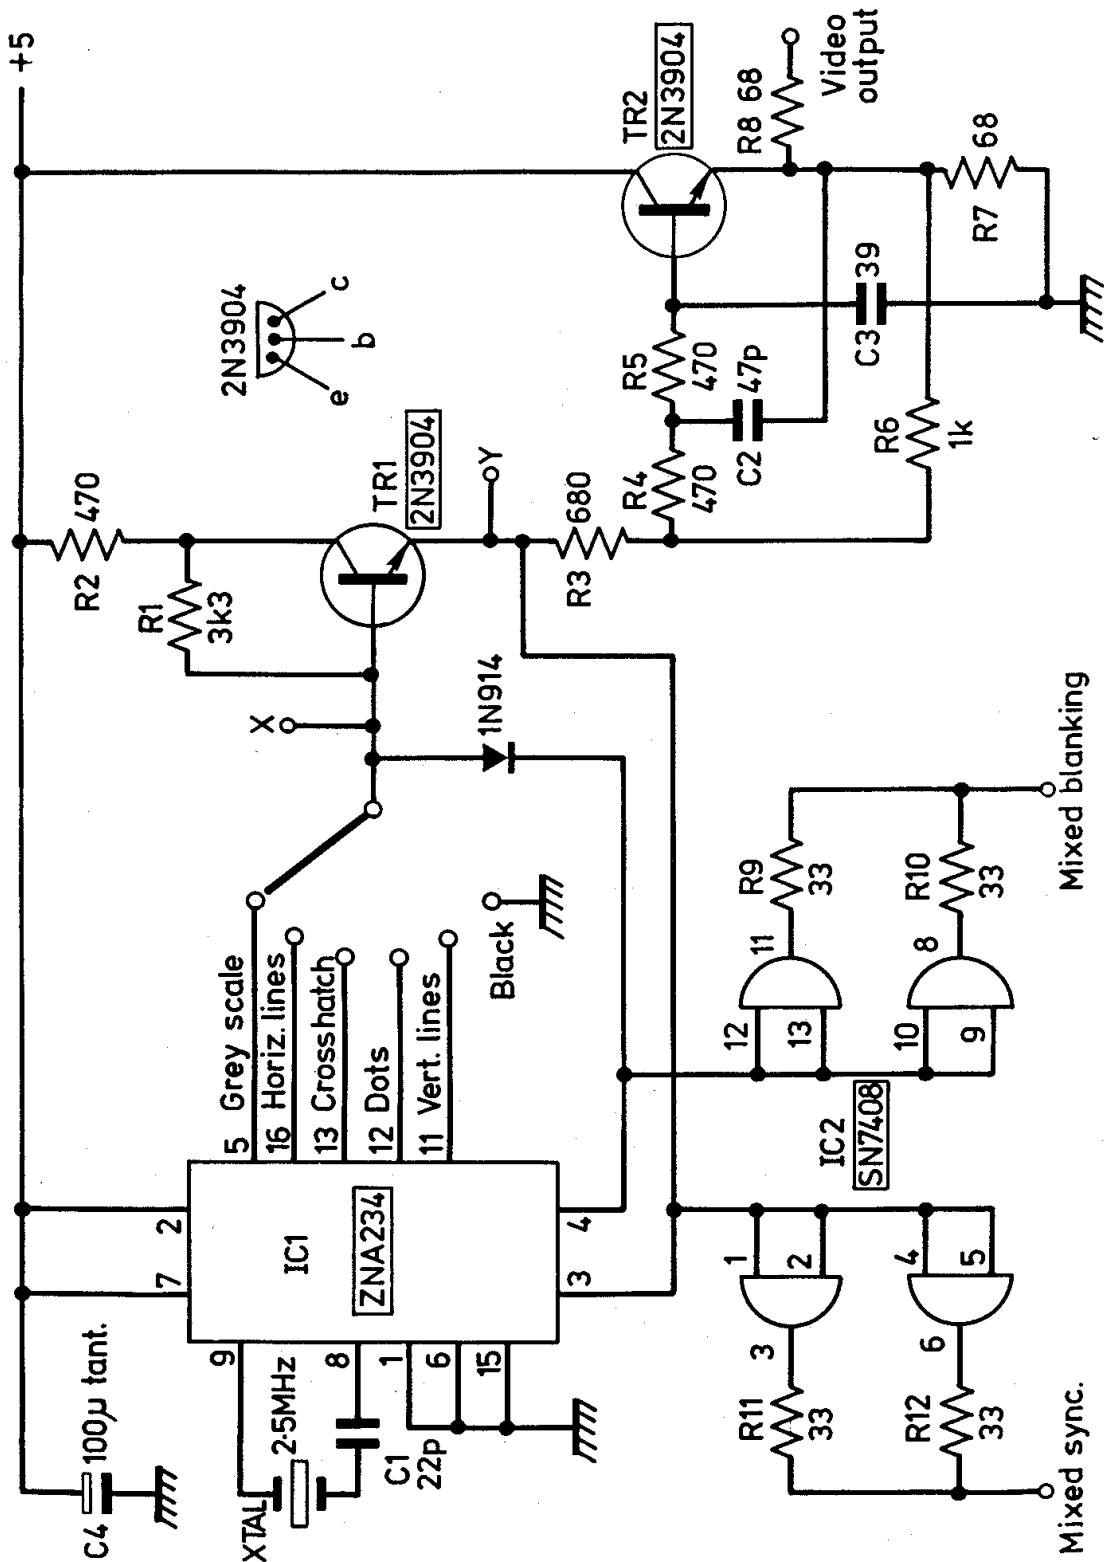 +5
C4 100µ tant.
R2 470
R1
3k3
2N3904
e
b
c
TR1
2N3904
TR2
2N3904
R8 68
Video
output
XTAL
2·5MHz
C1
22p
9
8
1
6
15
7
2
IC1
ZNA234
3
4
5 Grey scale
16 Horiz. lines
13 Crosshatch
12 Dots
11 Vert. lines
Black
X
1N914
Y
R3 680
R4
470
R5
470
C2 47p
C3 39
R6
1k
R7 68
IC2
SN7408
1
2
3
4
5
6
12
13
11
10
9
8
R11
33
R12
33
R9
33
R10
33
Mixed sync.
Mixed blanking